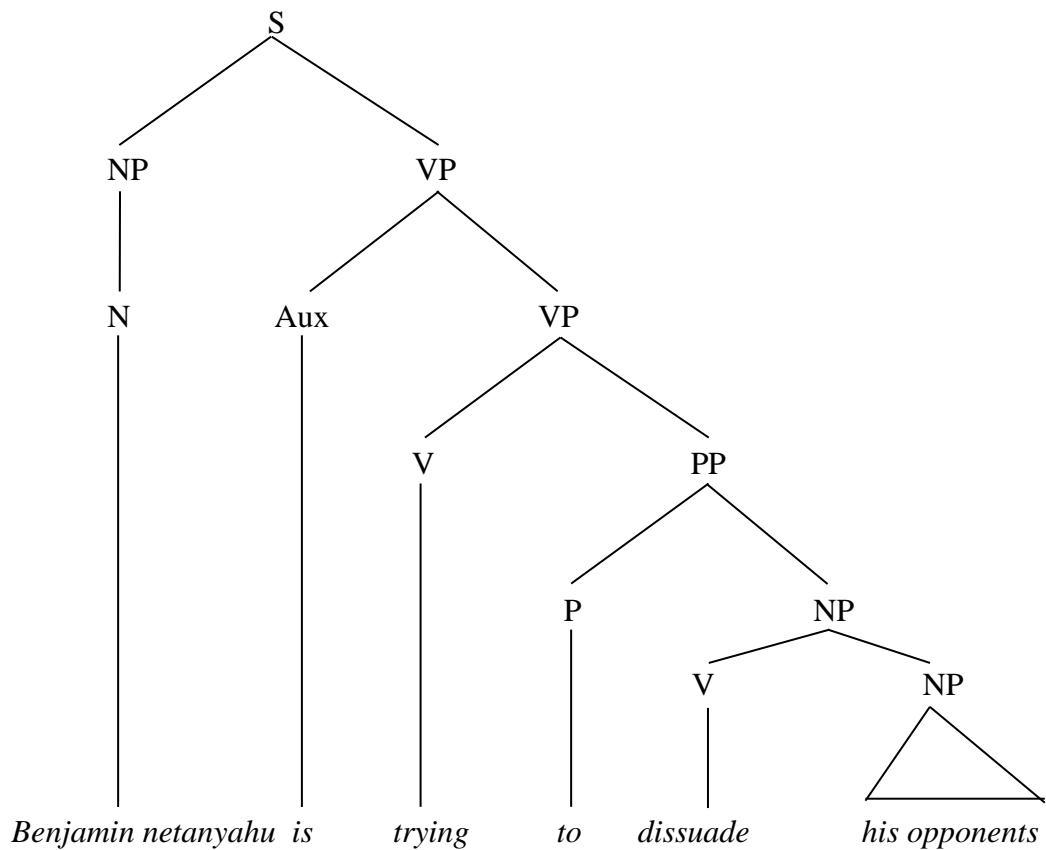 S
NP VP
N Aux VP
V PP
P NP
V NP
Benjamin netanyahu is trying to dissuade his opponents